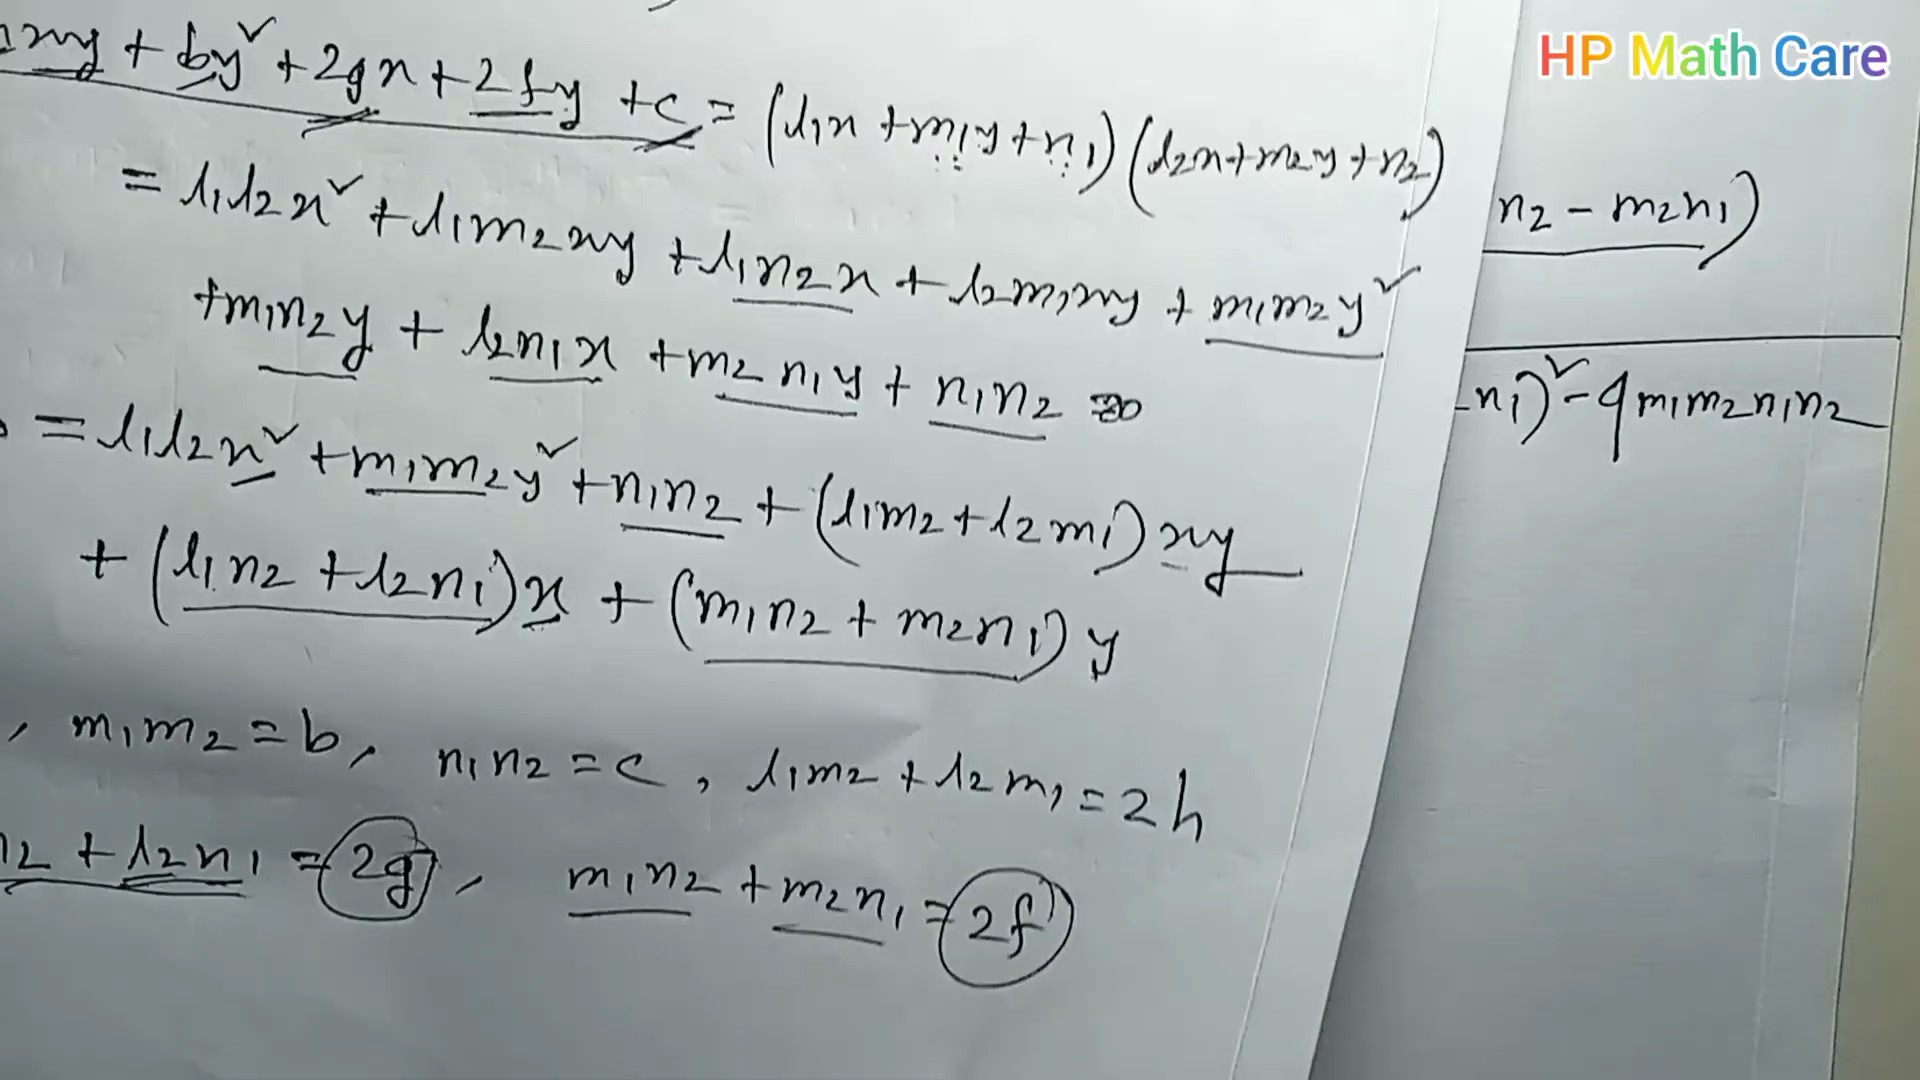 HP Math Care
xy + by² + 2gx + 2fy + c = (l₁x + m₁y + n₁)(l₂x + m₂y + n₂)
= l₁l₂x² + l₁m₂xy + l₁n₂x + l₂m₁xy + m₁m₂y²
+ m₁n₂y + l₂n₁x + m₂n₁y + n₁n₂
= l₁l₂x² + m₁m₂y² + n₁n₂ + (l₁m₂ + l₂m₁)xy
+ (l₁n₂ + l₂n₁)x + (m₁n₂ + m₂n₁)y
, m₁m₂ = b, n₁n₂ = c, l₁m₂ + l₂m₁ = 2h
n₂ + l₂n₁ = 2g, m₁n₂ + m₂n₁ = 2f
n₂ - m₂n₁)
n₁)² - 4m₁m₂n₁n₂